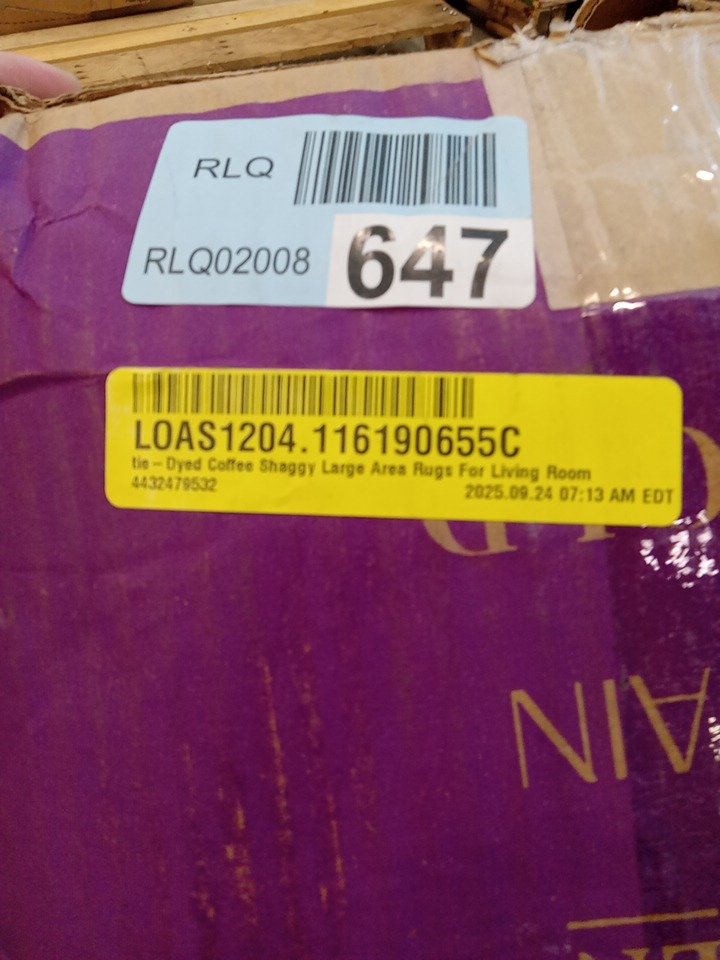 RLQ
RLQ02008
647
LOAS1204.116190655C
tie - Dyed Coffee Shaggy Large Area Rugs For Living Room
4432479532 2025.09.24 07:13 AM EDT